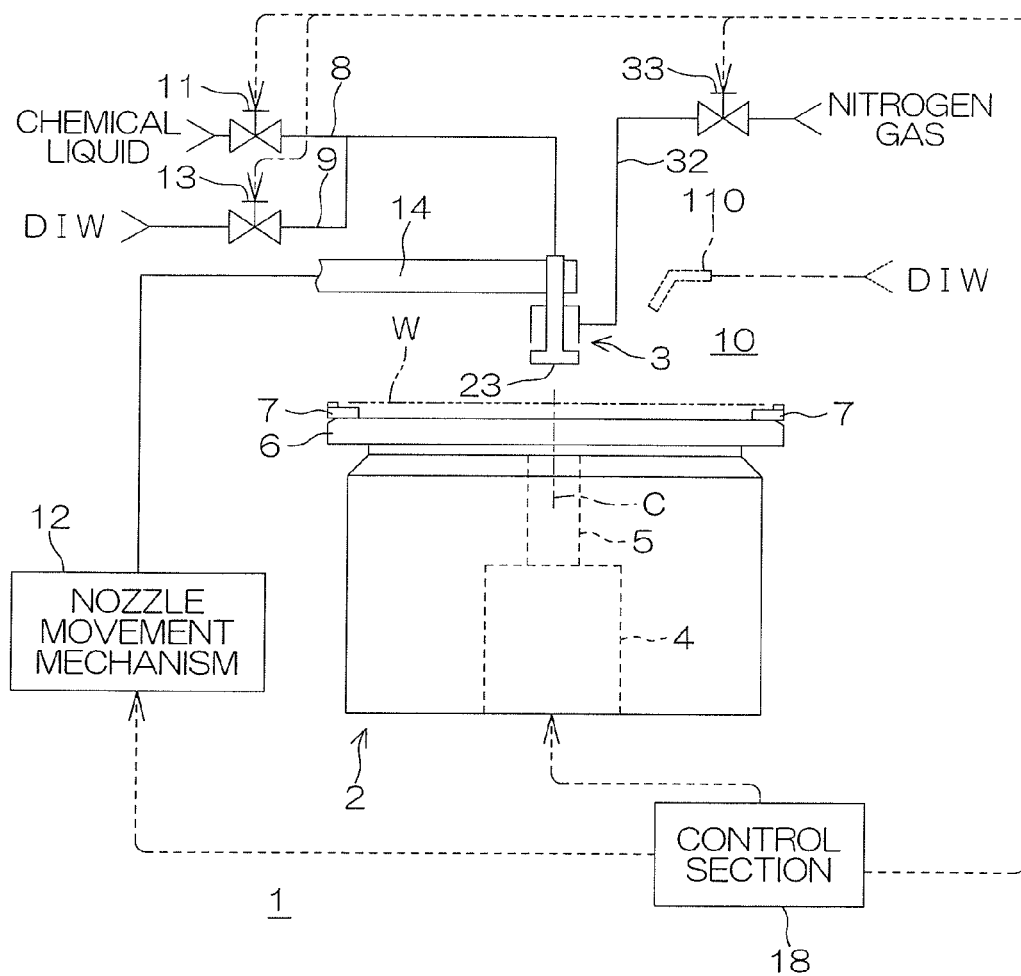 11
8
33
CHEMICAL
LIQUID
NITROGEN
GAS
13
9
32
110
DIW
14
DIW
W
3
10
23
7
7
6
C
5
12
NOZZLE
MOVEMENT
MECHANISM
4
2
CONTROL
SECTION
1
18